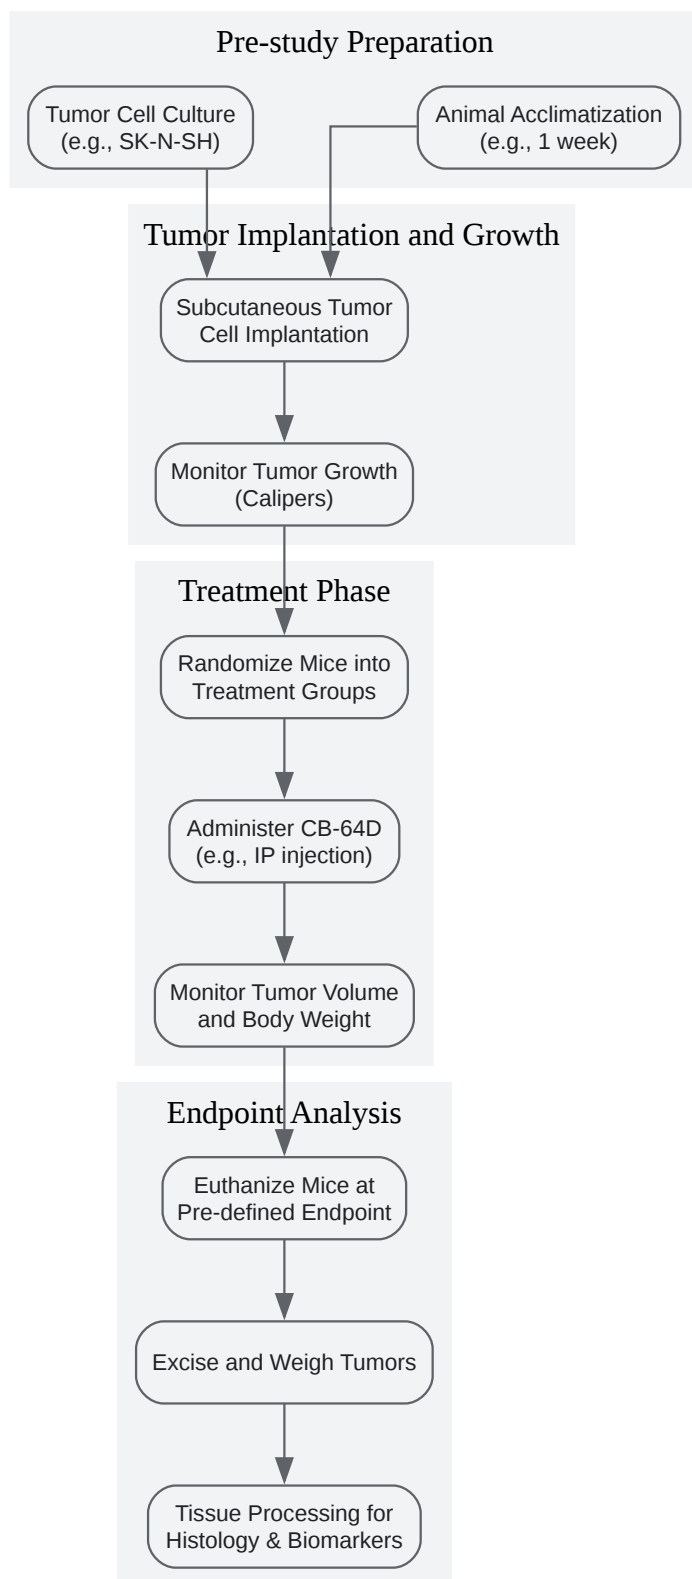 Pre-study Preparation
Tumor Cell Culture
(e.g., SK-N-SH)
Animal Acclimatization
(e.g., 1 week)
Tumor Implantation and Growth
Subcutaneous Tumor
Cell Implantation
Monitor Tumor Growth
(Calipers)
Treatment Phase
Randomize Mice into
Treatment Groups
Administer CB-64D
(e.g., IP injection)
Monitor Tumor Volume
and Body Weight
Endpoint Analysis
Euthanize Mice at
Pre-defined Endpoint
Excise and Weigh Tumors
Tissue Processing for
Histology & Biomarkers